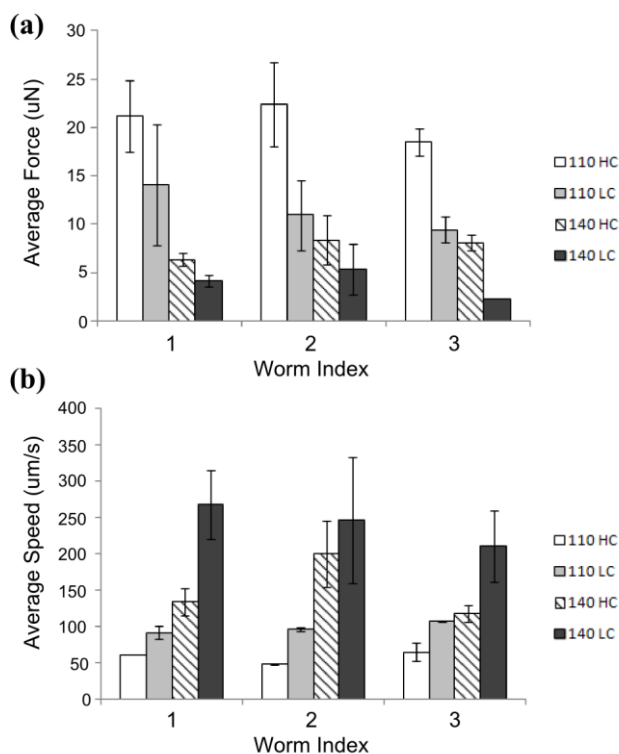 (a)
30
25
20
15
10
5
0
Average Force (uN)
1 2 3
Worm Index
110 HC
110 LC
140 HC
140 LC
(b)
400
350
300
250
200
150
100
50
0
Average Speed (um/s)
1 2 3
Worm Index
110 HC
110 LC
140 HC
140 LC